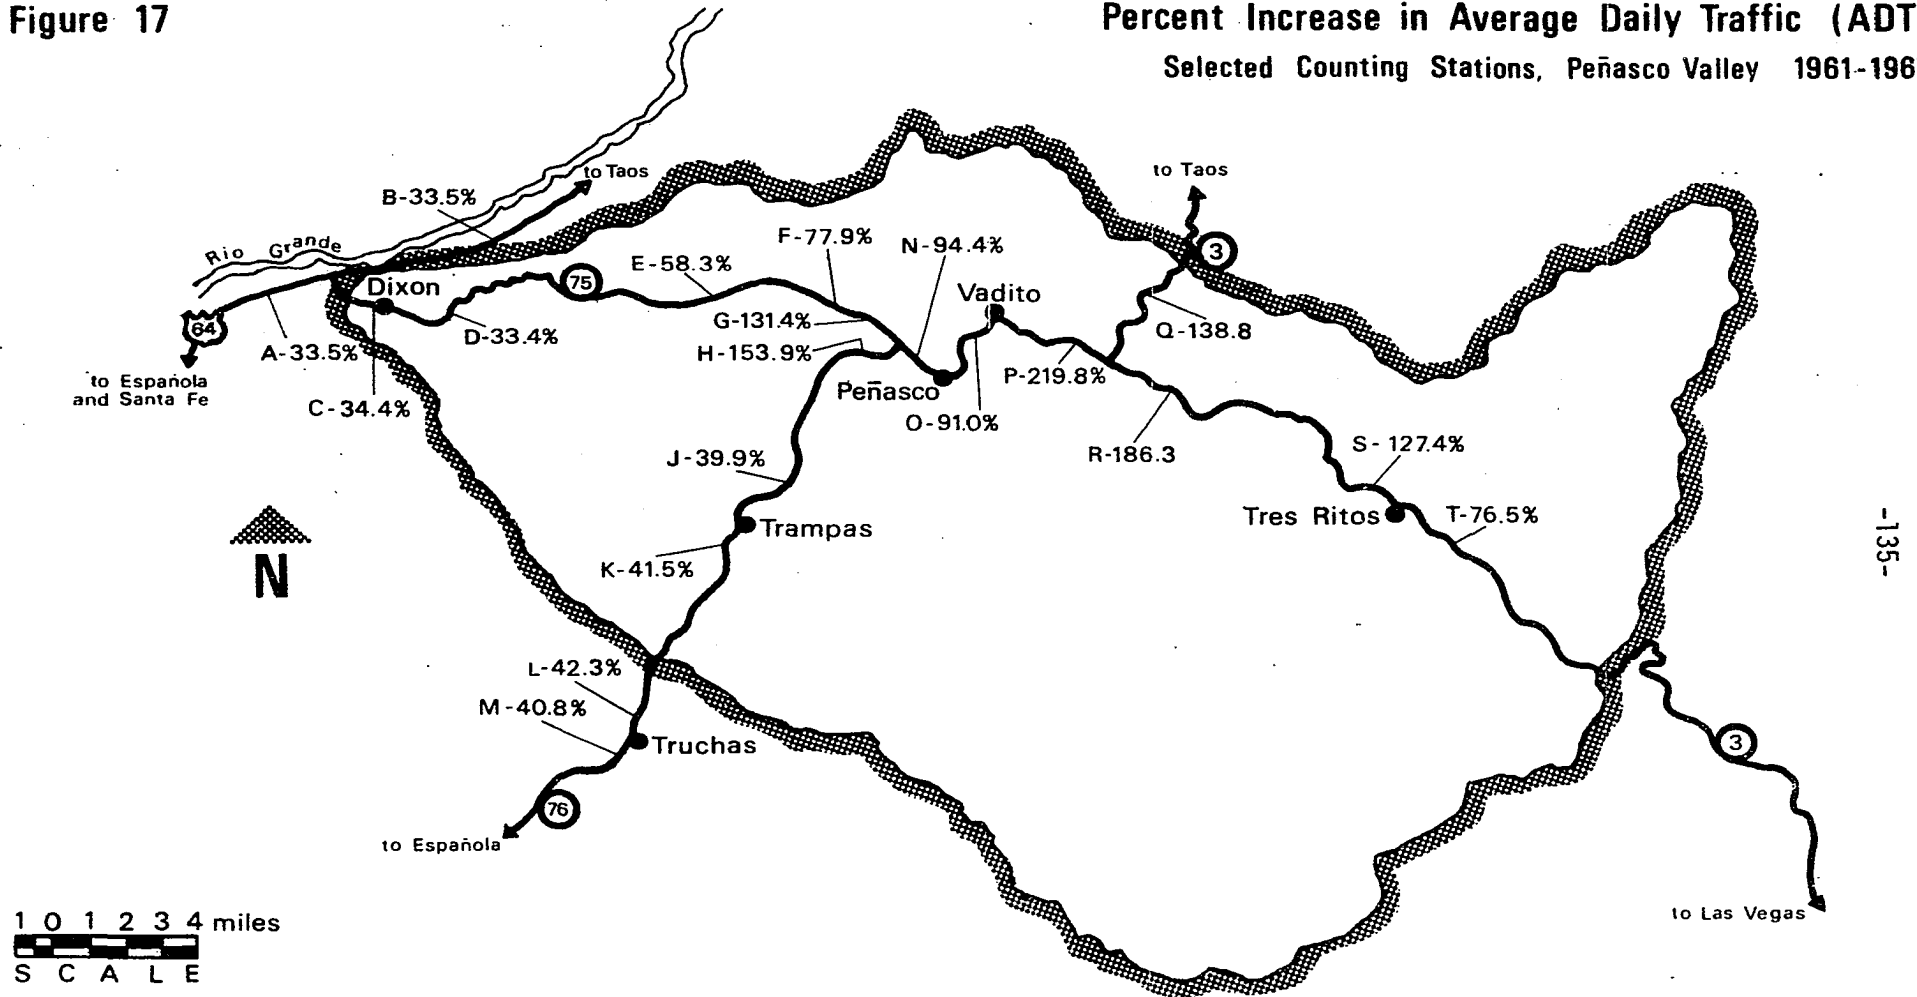 Figure 17
Percent Increase in Average Daily Traffic (ADT
Selected Counting Stations, Peñasco Valley 1961-196
to Taos
to Taos
B-33.5%
Rio Grande
F-77.9%
N-94.4%
3
E-58.3%
75
Dixon
Vadito
64
G-131.4%
Q-138.8
D-33.4%
A-33.5%
H-153.9%
to Española
and Santa Fe
P-219.8%
Peñasco
C-34.4%
O-91.0%
R-186.3
S-127.4%
J-39.9%
Tres Ritos
T-76.5%
Trampas
-135-
K-41.5%
N
L-42.3%
M-40.8%
Truchas
3
76
to Española
to Las Vegas
1 0 1 2 3 4 miles
SCALE